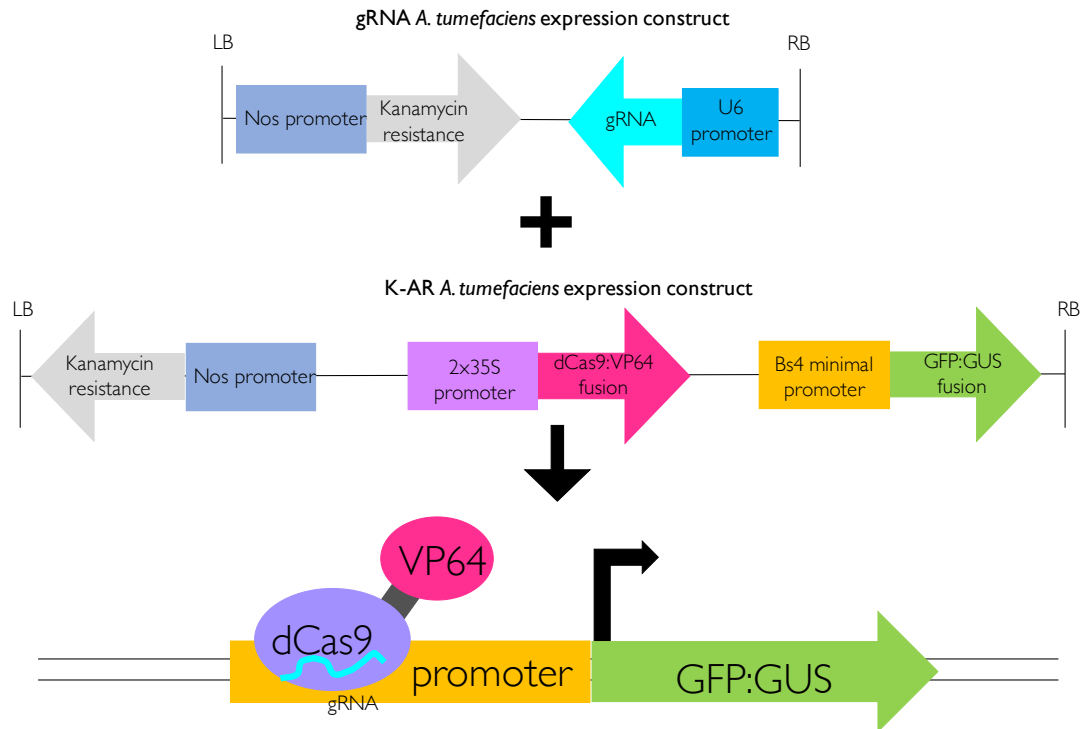 gRNA A. tumefaciens expression construct
LB
RB
Nos promoter
Kanamycin
resistance
gRNA
U6
promoter
K-AR A. tumefaciens expression construct
LB
RB
Kanamycin
resistance
Nos promoter
2x35S
promoter
dCas9:VP64
fusion
Bs4 minimal
promoter
GFP:GUS
fusion
VP64
dCas9
gRNA
promoter
GFP:GUS